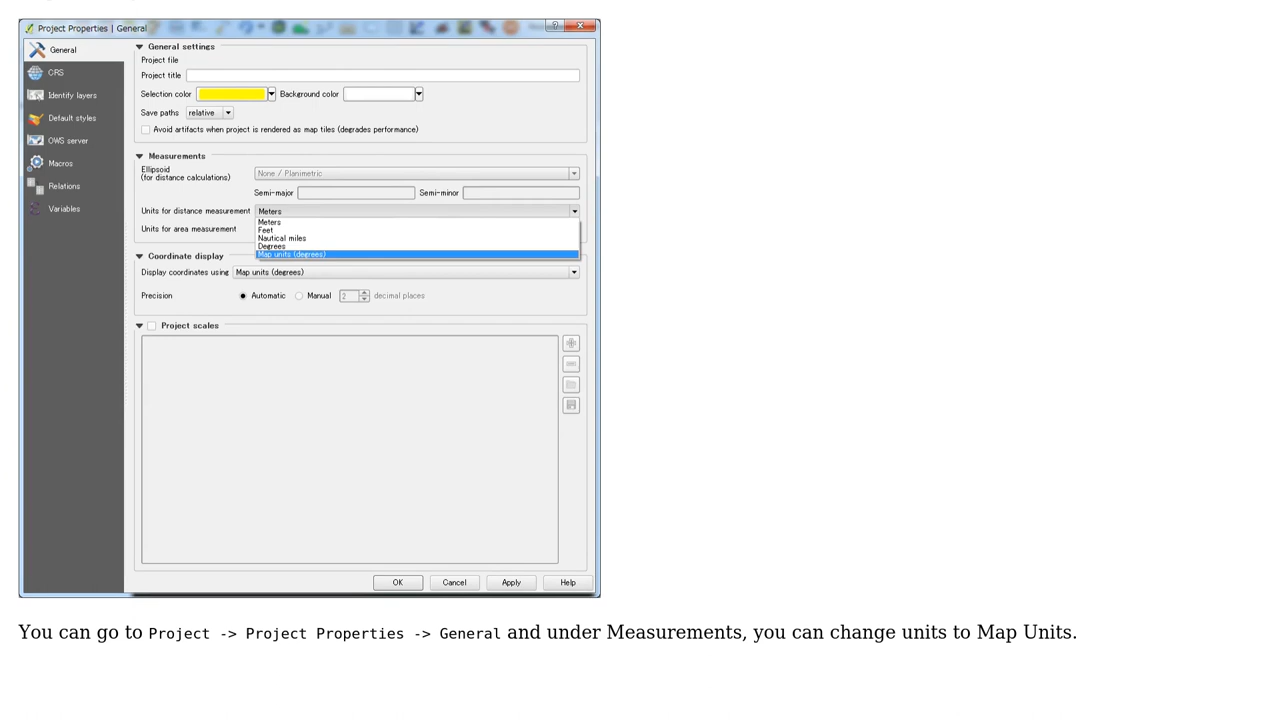 Project Properties | General
General
CRS
Identify layers
Default styles
OWS server
Macros
Relations
Variables
General settings
Project file
Project title
Selection color
Background color
Save paths
relative
Avoid artifacts when project is rendered as map tiles (degrades performance)
Measurements
Ellipsoid
(for distance calculations)
None / Planimetric
Semi-major
Semi-minor
Units for distance measurement
Meters
Meters
Feet
Nautical miles
Degrees
Map units (degrees)
Units for area measurement
Coordinate display
Display coordinates using
Map units (degrees)
Precision
Automatic
Manual
2
decimal places
Project scales
OK
Cancel
Apply
Help
You can go to Project -> Project Properties -> General and under Measurements, you can change units to Map Units.